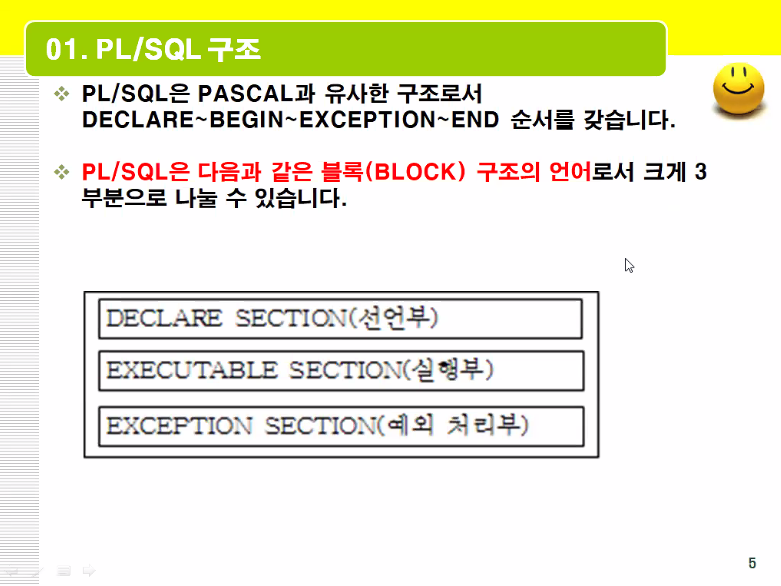 01. PL/SQL 구조
PL/SQL은 PASCAL과 유사한 구조로서
DECLARE~BEGIN~EXCEPTION~END 순서를 갖습니다.
PL/SQL은 다음과 같은 블록(BLOCK) 구조의 언어로서 크게 3
부분으로 나눌 수 있습니다.
DECLARE SECTION(선언부)
EXECUTABLE SECTION(실행부)
EXCEPTION SECTION(예외 처리부)
5